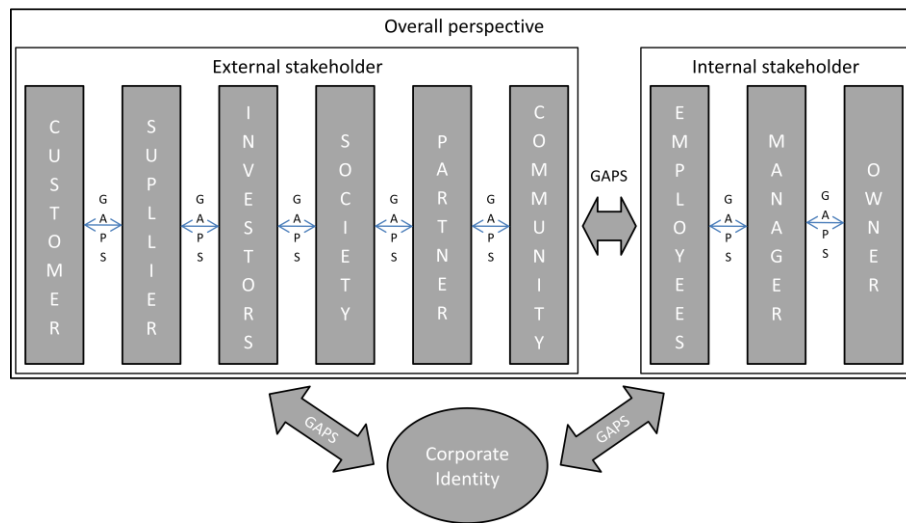 Overall perspective
External stakeholder
Internal stakeholder
CUSTOMER
GAPS
SUPLLIER
GAPS
INVESTORS
GAPS
SOCIETY
GAPS
PARTNER
GAPS
COMMUNITY
GAPS
EMPLOYEES
GAPS
MANAGER
GAPS
OWNER
GAPS
GAPS
Corporate
Identity